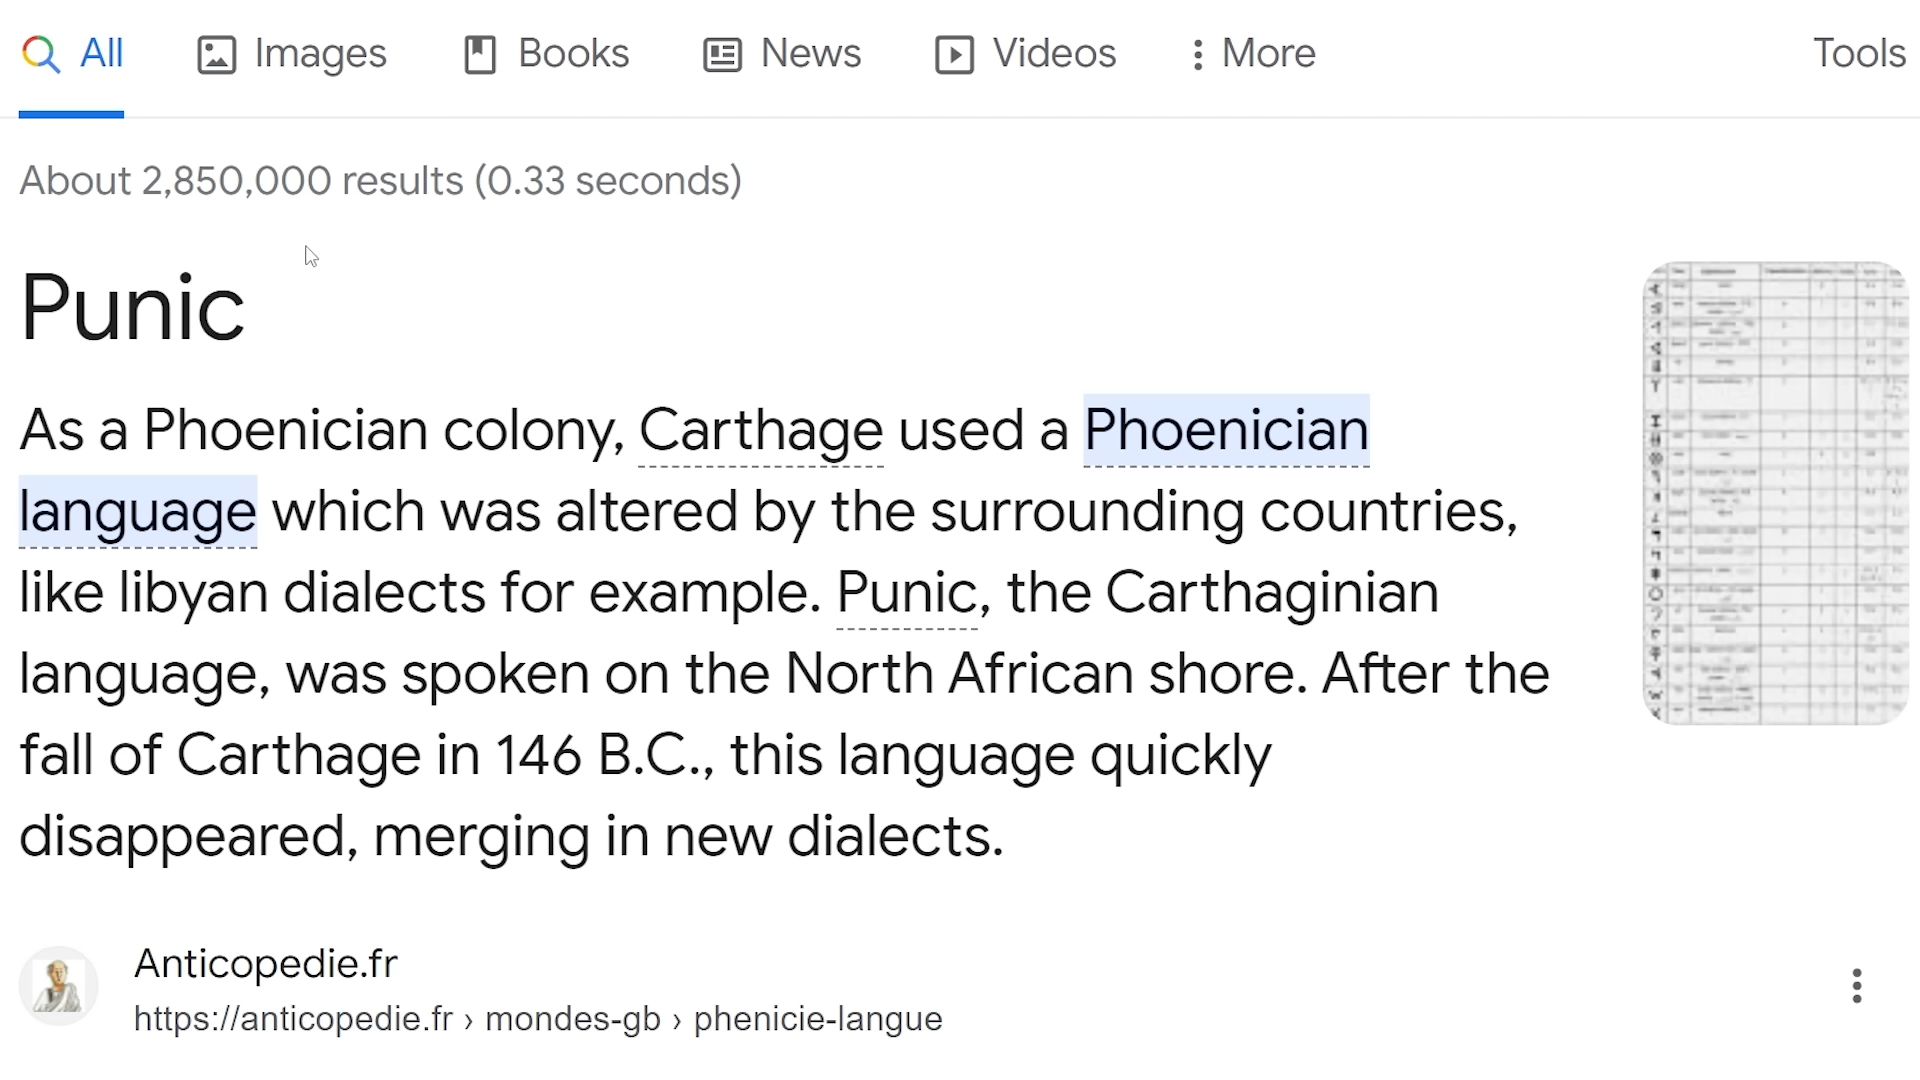 All Images Books News Videos More Tools
About 2,850,000 results (0.33 seconds)
Punic
As a Phoenician colony, Carthage used a Phoenician
language which was altered by the surrounding countries,
like libyan dialects for example. Punic, the Carthaginian
language, was spoken on the North African shore. After the
fall of Carthage in 146 B.C., this language quickly
disappeared, merging in new dialects.
Anticopedie.fr
https://anticopedie.fr › mondes-gb › phenicie-langue